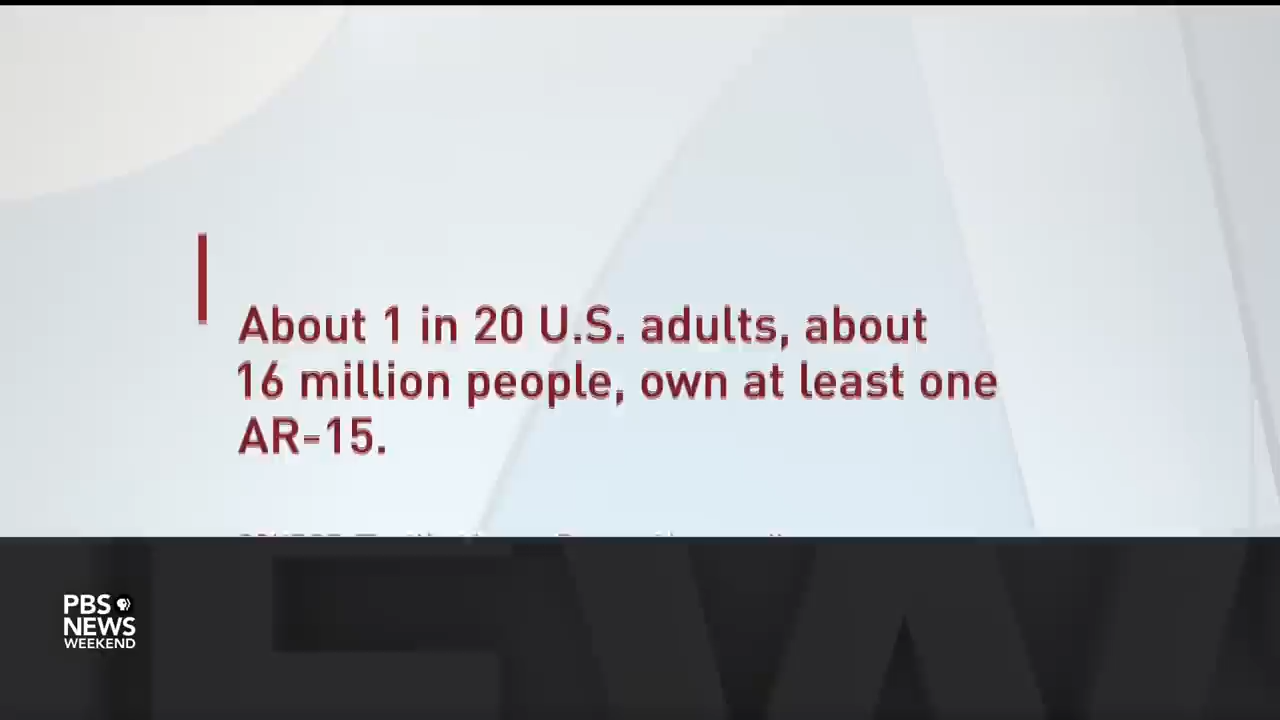 About 1 in 20 U.S. adults, about
16 million people, own at least one
AR-15.
PBS
NEWS
WEEKEND